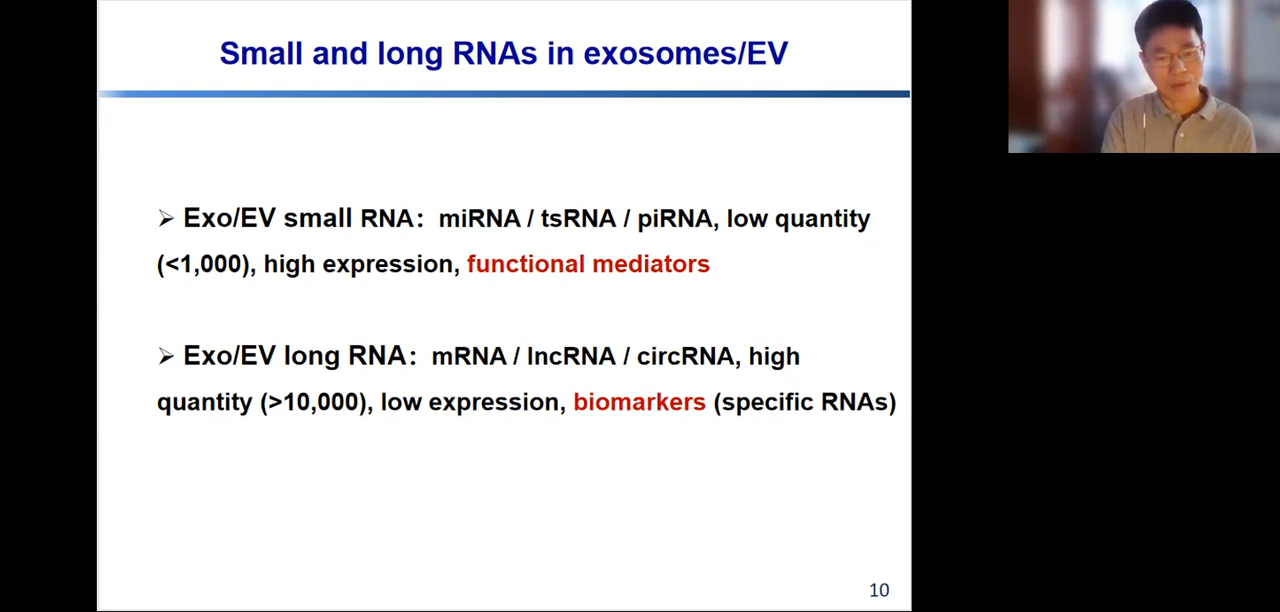 Small and long RNAs in exosomes/EV
➢ Exo/EV small RNA： miRNA / tsRNA / piRNA, low quantity
(<1,000), high expression, functional mediators
➢ Exo/EV long RNA： mRNA / lncRNA / circRNA, high
quantity (>10,000), low expression, biomarkers (specific RNAs)
10